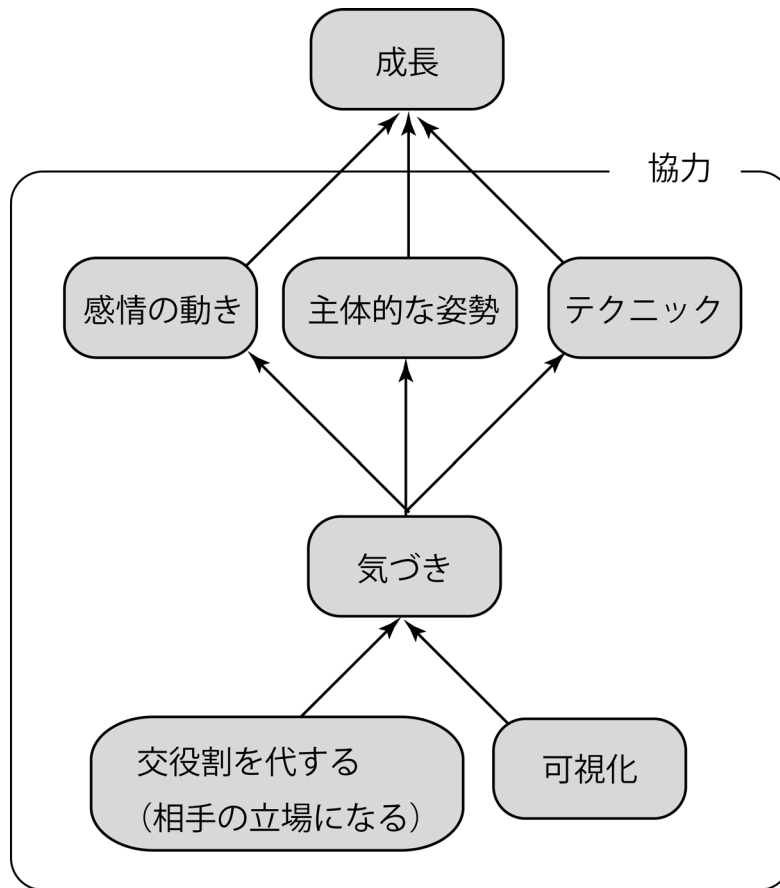 成長
協力
感情の動き
主体的な姿勢
テクニック
気づき
交役割を代する
（相手の立場になる）
可視化